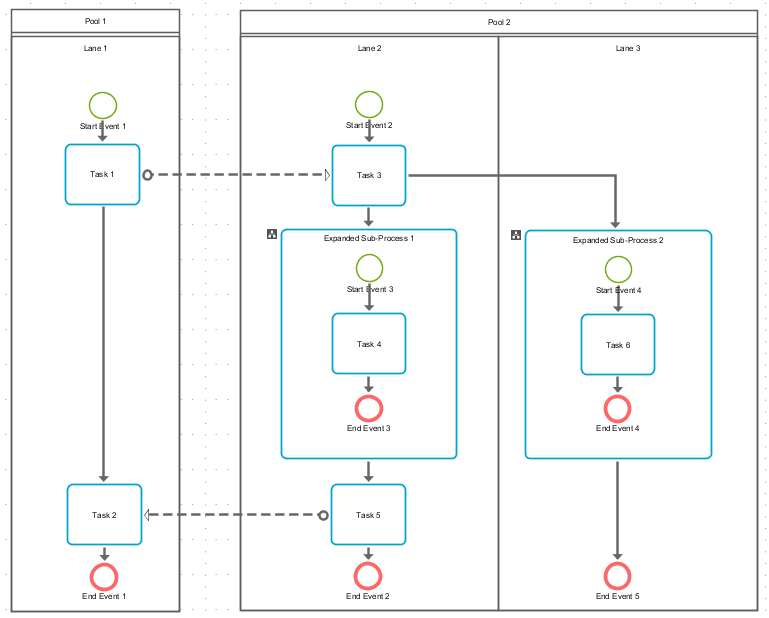 Pool 1
Pool 2
Lane 1
Lane 2
Lane 3
Start Event 1
Start Event 2
Task 1
Task 3
Expanded Sub-Process 1
Expanded Sub-Process 2
Start Event 3
Start Event 4
Task 4
Task 6
End Event 3
End Event 4
Task 2
Task 5
End Event 1
End Event 2
End Event 5